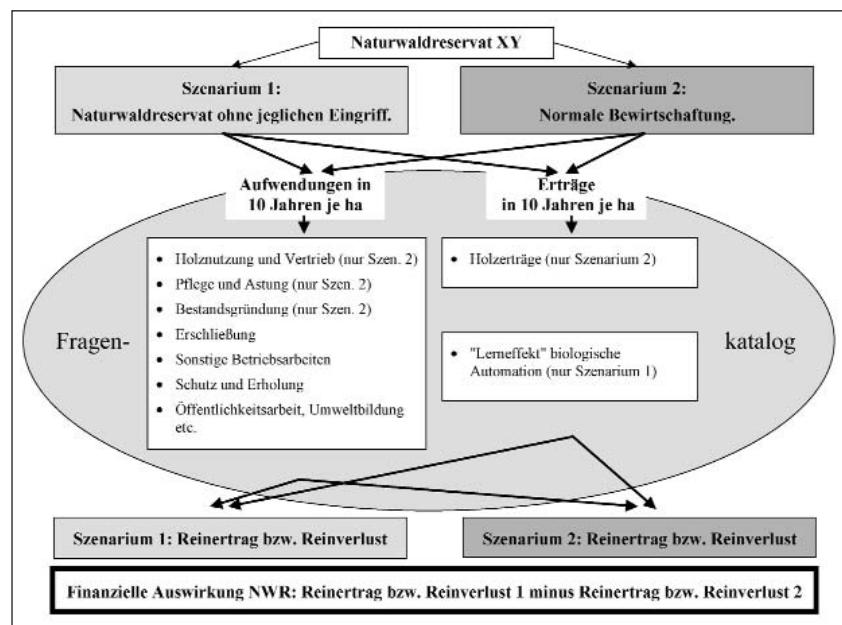 Naturwaldreservat XY
Szenarium 1:
Naturwaldreservat ohne jeglichen Eingriff.
Szenarium 2:
Normale Bewirtschaftung.
Aufwendungen in
10 Jahren je ha
Erträge
in 10 Jahren je ha
• Holznutzung und Vertrieb (nur Szen. 2)
• Pflege und Astung (nur Szen. 2)
• Bestandsgründung (nur Szen. 2)
• Erschließung
• Sonstige Betriebsarbeiten
• Schutz und Erholung
• Öffentlichkeitsarbeit, Umweltbildung
etc.
• Holzerträge (nur Szenarium 2)
• "Lerneffekt" biologische
Automation (nur Szenarium 1)
Fragen-
katalog
Szenarium 1: Reinertrag bzw. Reinverlust
Szenarium 2: Reinertrag bzw. Reinverlust
Finanzielle Auswirkung NWR: Reinertrag bzw. Reinverlust 1 minus Reinertrag bzw. Reinverlust 2